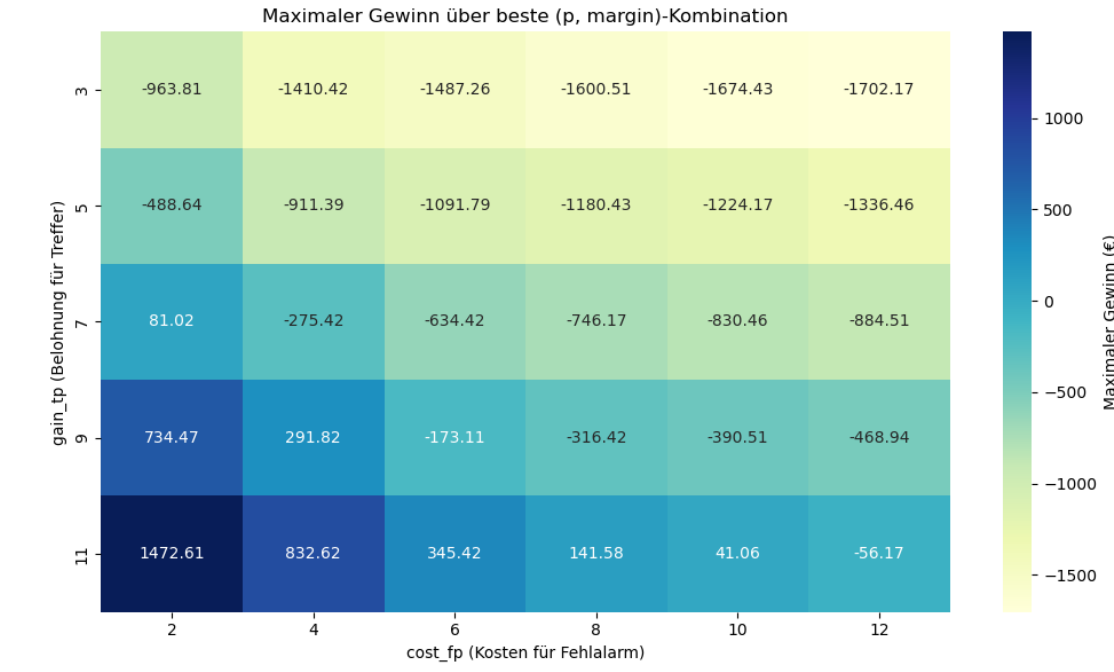 Maximaler Gewinn über beste (p, margin)-Kombination
gain_tp (Belohnung für Treffer)
3 -963.81 -1410.42 -1487.26 -1600.51 -1674.43 -1702.17
5 -488.64 -911.39 -1091.79 -1180.43 -1224.17 -1336.46
7 81.02 -275.42 -634.42 -746.17 -830.46 -884.51
9 734.47 291.82 -173.11 -316.42 -390.51 -468.94
11 1472.61 832.62 345.42 141.58 41.06 -56.17
2 4 6 8 10 12
cost_fp (Kosten für Fehlalarm)
1000
500
0
−500
−1000
−1500
Maximaler Gewinn (€)